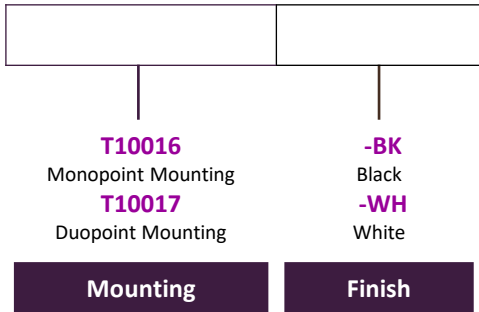 T10016
Monopoint Mounting
T10017
Duopoint Mounting
Mounting
-BK
Black
-WH
White
Finish